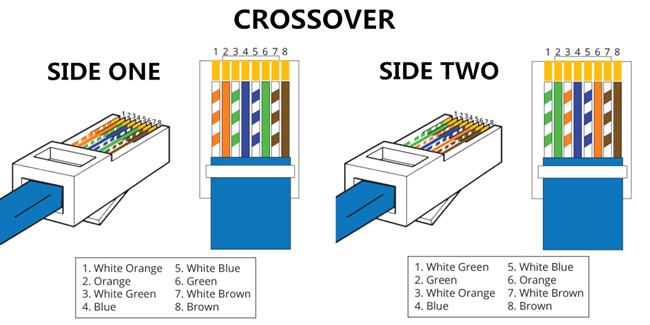 CROSSOVER
SIDE ONE
1 2 3 4 5 6 7 8
12345678
SIDE TWO
1 2 3 4 5 6 7 8
12345678
1. White Orange 5. White Blue
2. Orange 6. Green
3. White Green 7. White Brown
4. Blue 8. Brown
1. White Green 5. White Blue
2. Green 6. Orange
3. White Orange 7. White Brown
4. Blue 8. Brown